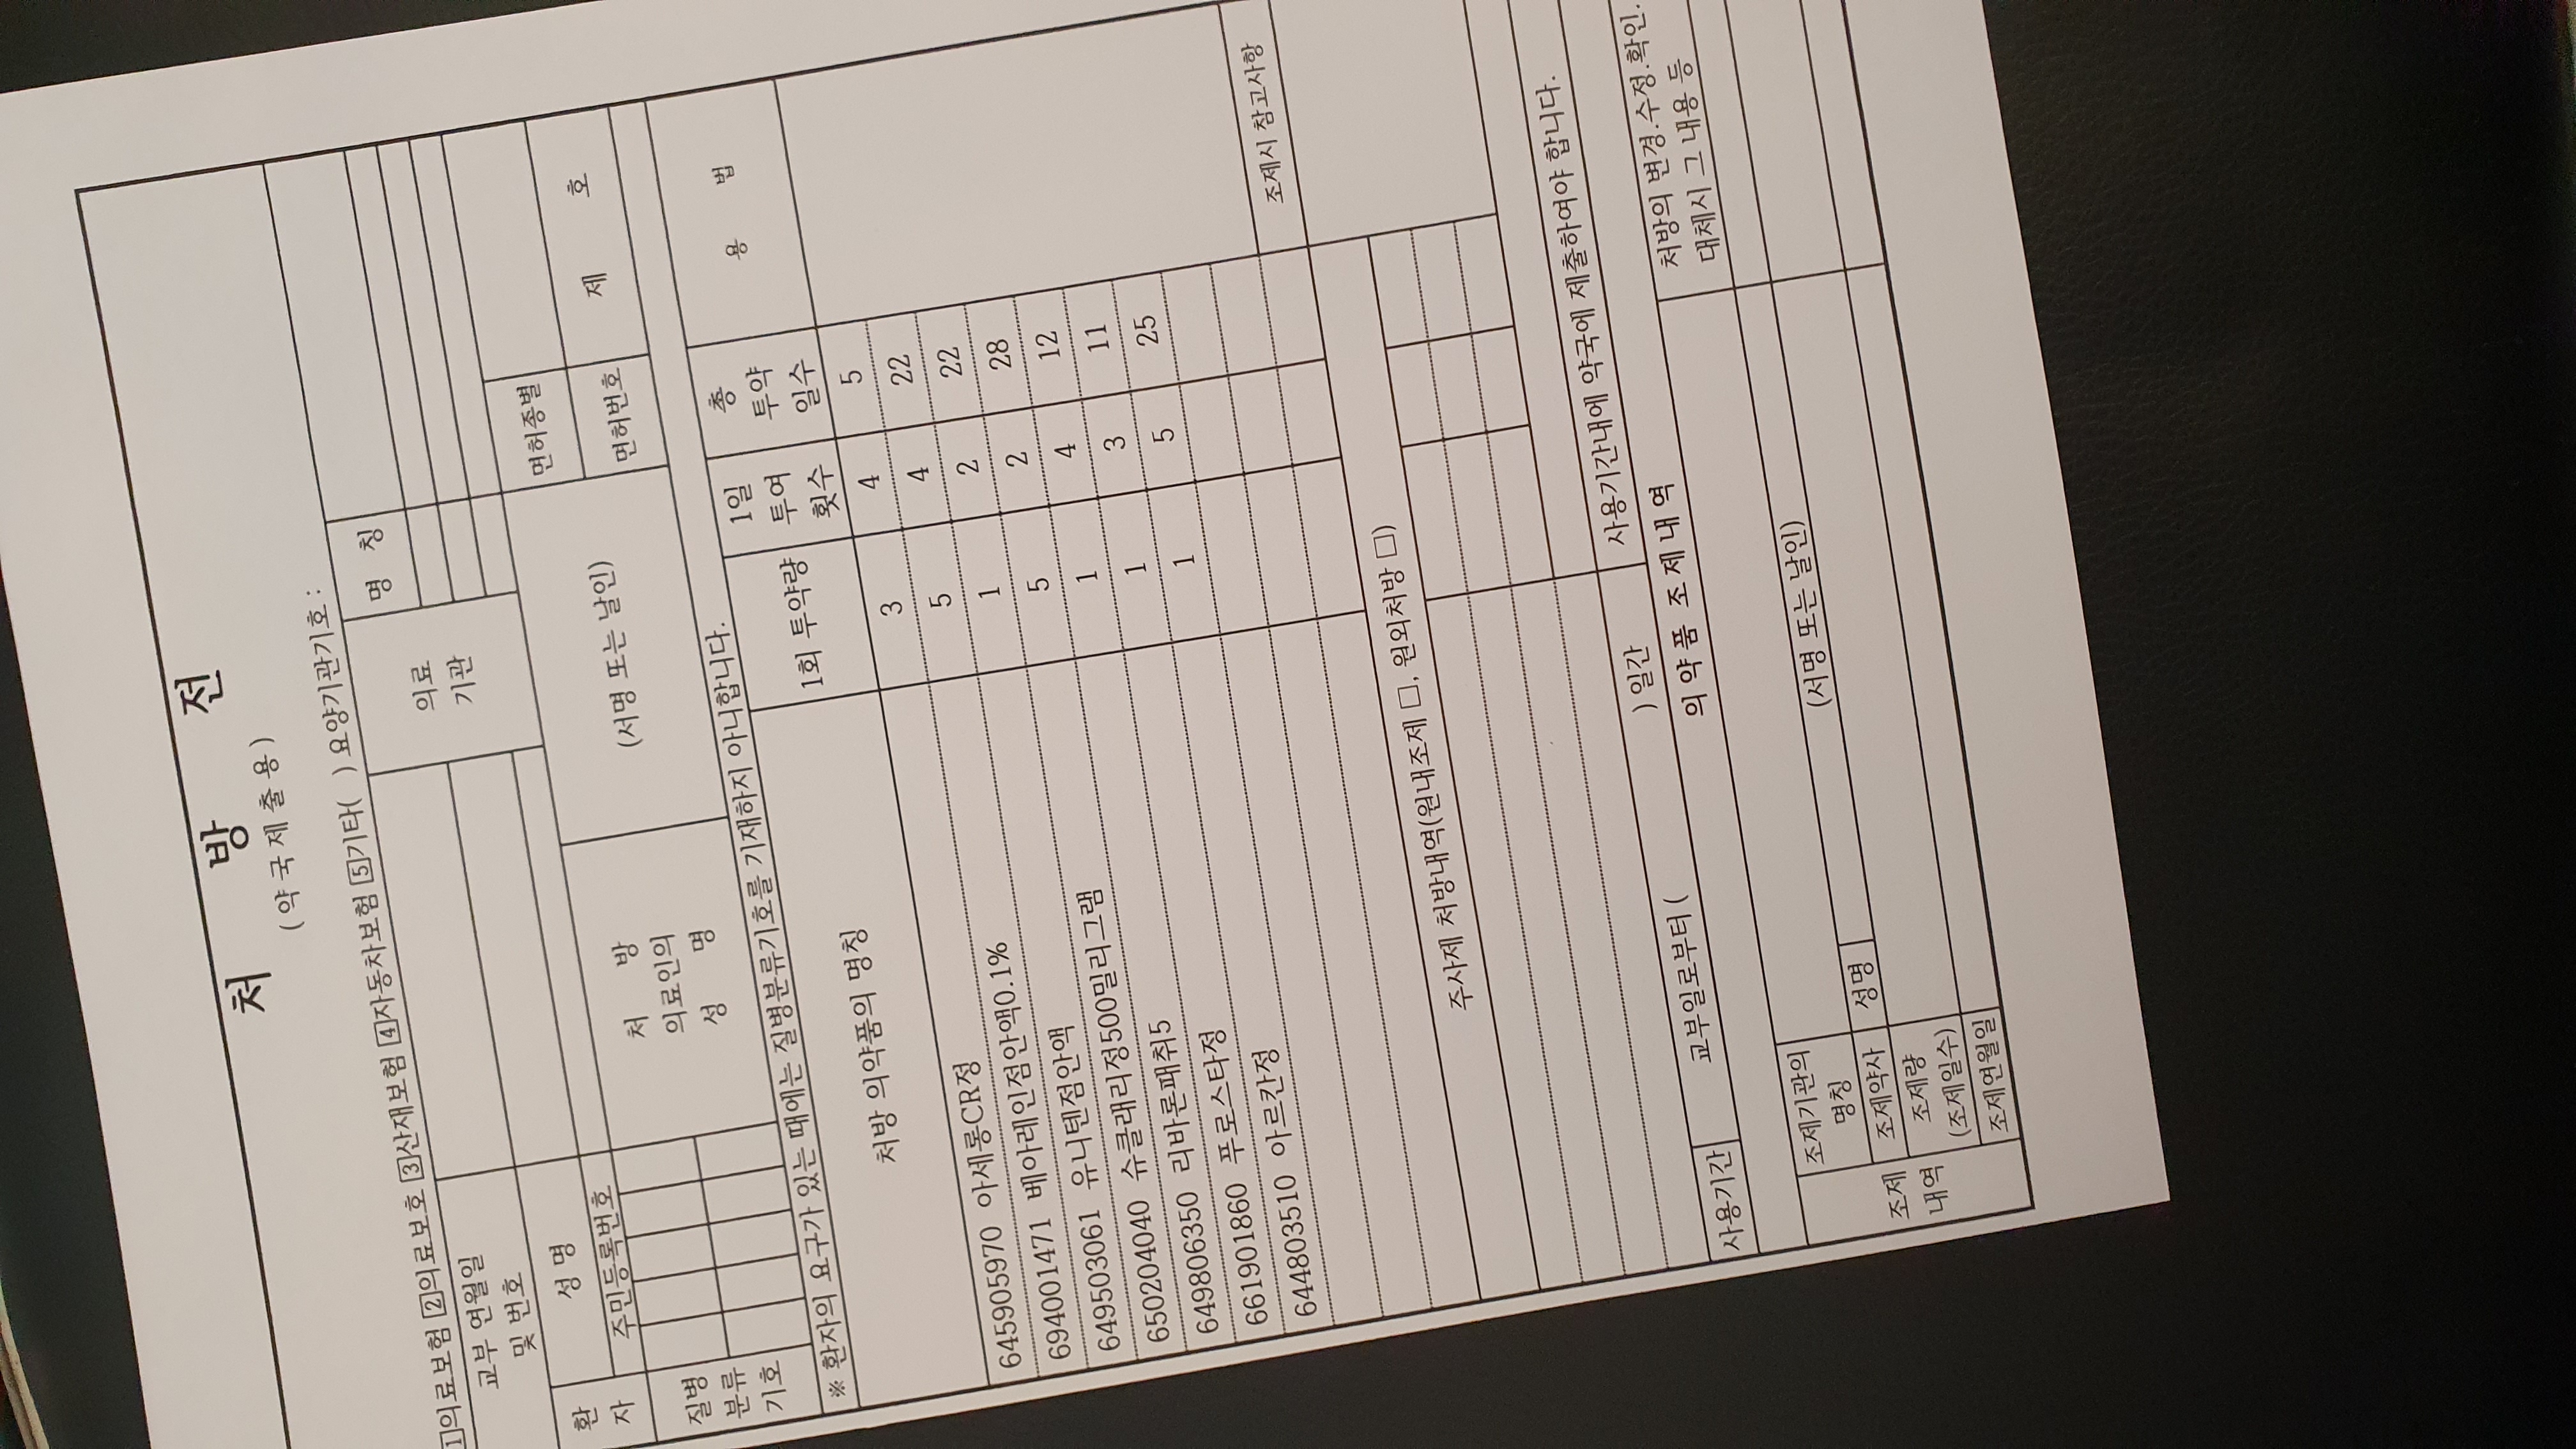 처 방 전
(약국제출용)
1의료보험 2의료보호 3산재보험 4자동차보험 5기타( ) 요양기관기호 :
교부 연월일
및 번호
의료
기관
명 칭
환
자
성 명
주민등록번호
질병
분류
기호
처 방
의료인의
성 명
(서명 또는 날인)
면허종별
면허번호
제 호
※ 환자의 요구가 있는 때에는 질병분류기호를 기재하지 아니합니다.
처방 의약품의 명칭
1회 투약량
1일
투여
횟수
총
투약
일수
용 법
645905970 아세롱CR정 3 4 5
694001471 베아레인점안액0.1% 5 4 22
649503061 유니텐점안액 1 2 22
650204040 슈클래리정500밀리그램 5 2 28
649806350 리바론패취5 1 4 12
661901860 푸로스타정 1 3 11
644803510 아르칸정 1 5 25
조제시 참고사항
주사제 처방내역(원내조제 □, 원외처방 □)
사용기간
교부일로부터 ( ) 일간
사용기간내에 약국에 제출하여야 합니다.
의 약 품 조 제 내 역
조제
내역
조제기관의
명칭
처방의 변경.수정.확인.
대체시 그 내용 등
조제약사
성명
(서명 또는 날인)
조제량
(조제일수)
조제연월일